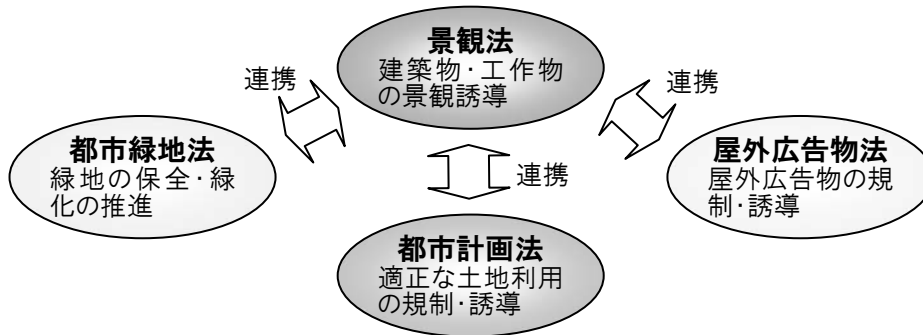 景観法
建築物・工作物
の景観誘導
連携
連携
都市緑地法
緑地の保全・緑
化の推進
屋外広告物法
屋外広告物の規
制・誘導
連携
都市計画法
適正な土地利用
の規制・誘導